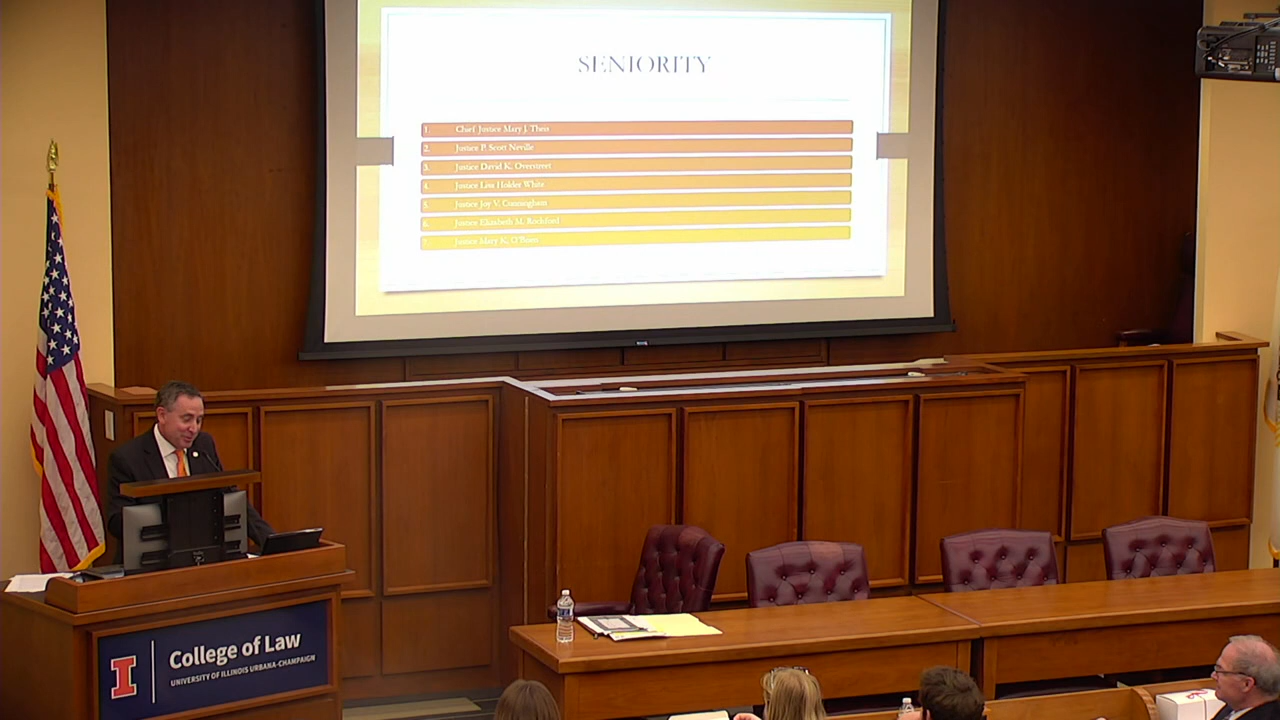 SENIORITY
1. Chief Justice Mary J. Theis
2. Justice P. Scott Neville
3. Justice David K. Overstreet
4. Justice Lisa Holder White
5. Justice Joy V. Cunningham
6. Justice Elizabeth M. Rochford
7. Justice Mary K. O'Brien
I
College of Law
UNIVERSITY OF ILLINOIS URBANA-CHAMPAIGN